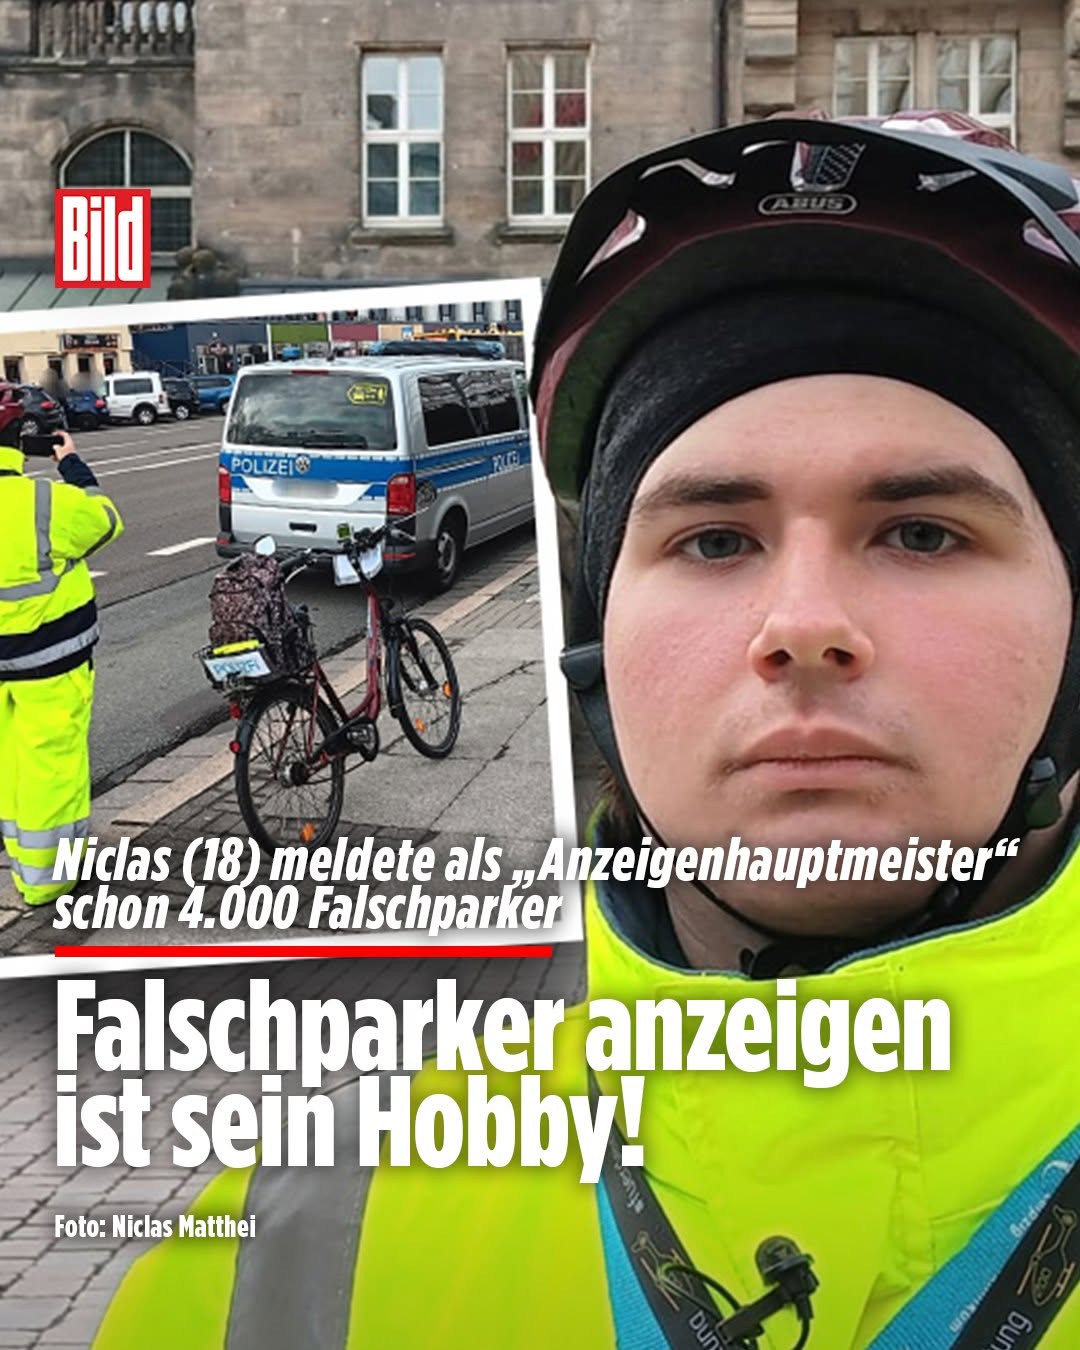 ABUS
Bild
POLIZEI
POLIZEI
POLIZEI
Niclas (18) meldete als „Anzeigenhauptmeister“
schon 4.000 Falschparker
Falschparker anzeigen
ist sein Hobby!
Foto: Niclas Matthei